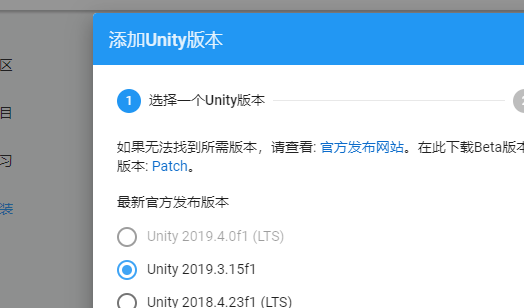 添加Unity版本
区
1 选择一个Unity版本
目
如果无法找到所需版本，请查看: 官方发布网站。在此下载Beta版本
习
版本: Patch。
最新官方发布版本
装
Unity 2019.4.0f1 (LTS)
Unity 2019.3.15f1
Unity 2018.4.23f1 (LTS)